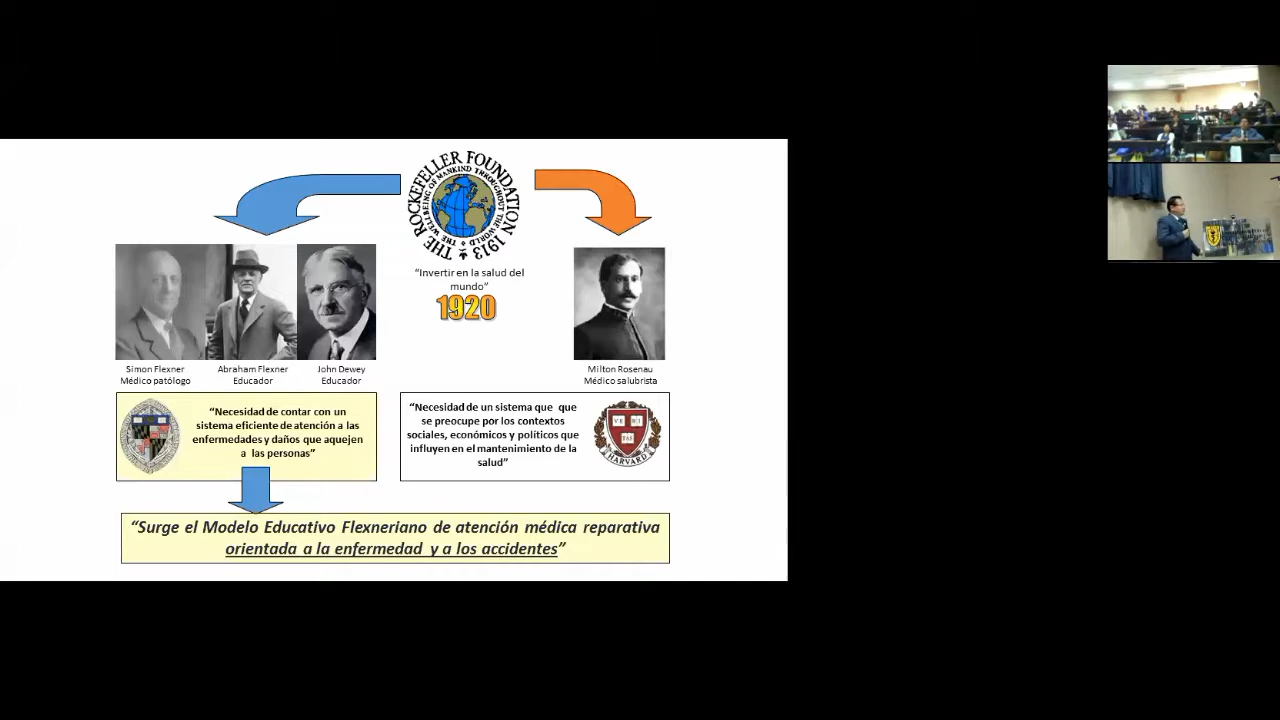 THE ROCKEFELLER FOUNDATION 1913
THE WELLBEING OF MANKIND THROUGHOUT THE WORLD
“Invertir en la salud del
mundo”
1920
Simon Flexner
Médico patólogo
Abraham Flexner
Educador
John Dewey
Educador
Milton Rosenau
Médico salubrista
“Necesidad de contar con un
sistema eficiente de atención a las
enfermedades y daños que aquejen
a las personas”
“Necesidad de un sistema que que
se preocupe por los contextos
sociales, económicos y políticos que
influyen en el mantenimiento de la
salud”
VE RI
TAS
HARVARD
“Surge el Modelo Educativo Flexneriano de atención médica reparativa
orientada a la enfermedad y a los accidentes”